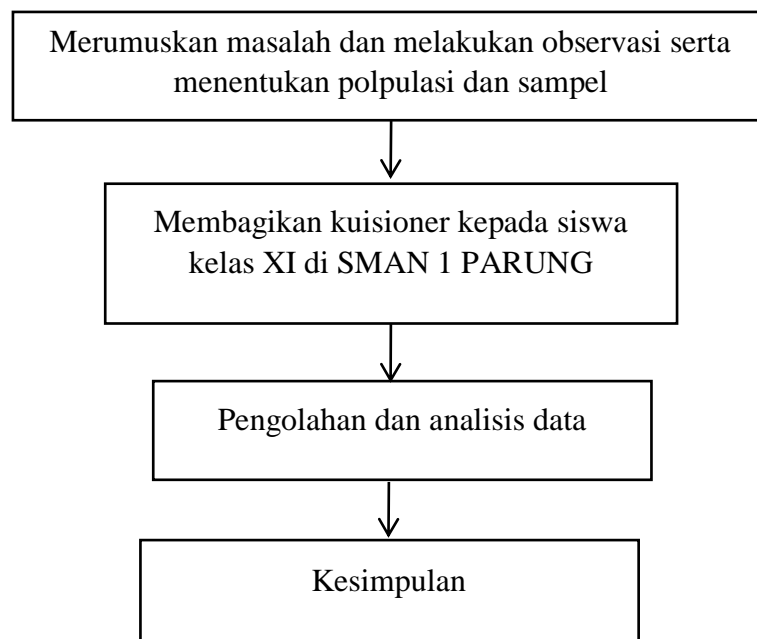 Merumuskan masalah dan melakukan observasi serta
menentukan polpulasi dan sampel
Membagikan kuisioner kepada siswa
kelas XI di SMAN 1 PARUNG
Pengolahan dan analisis data
Kesimpulan